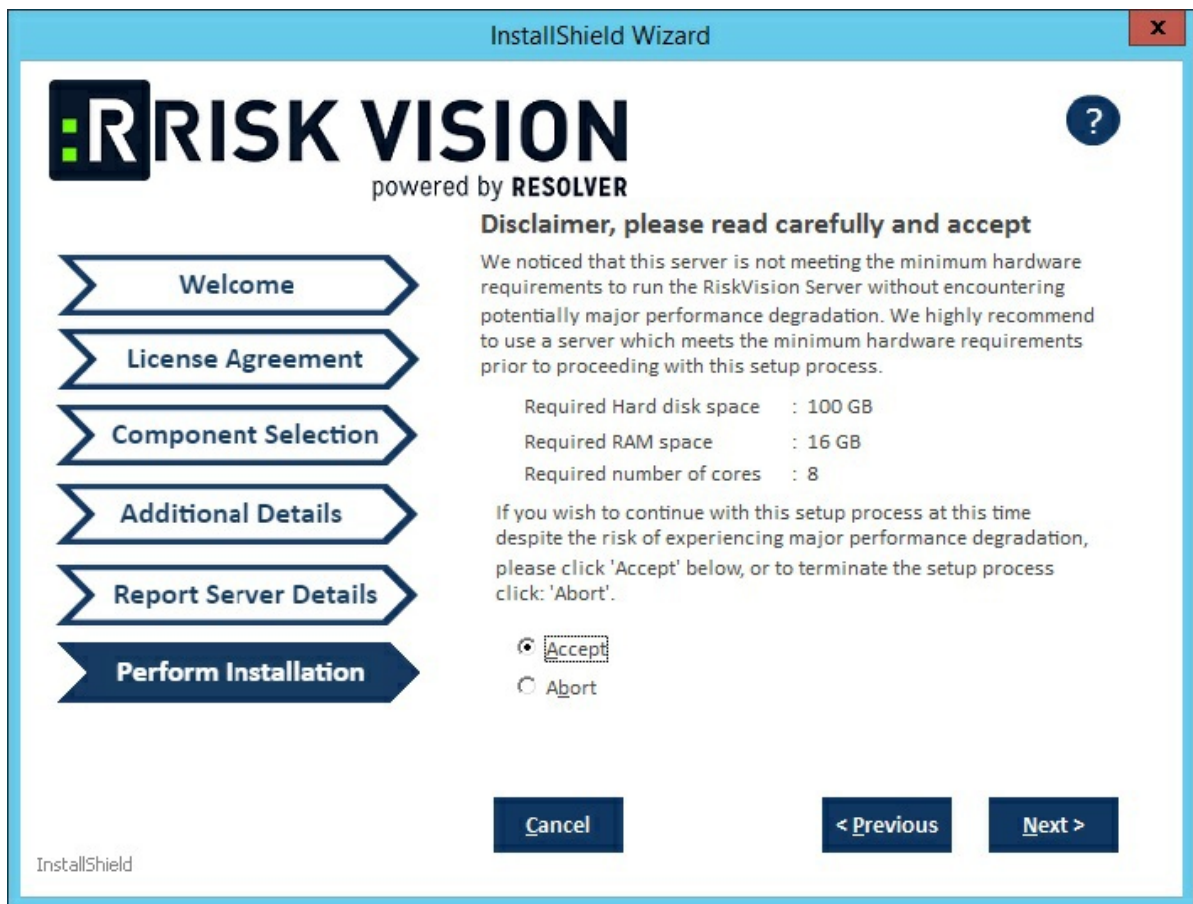 InstallShield Wizard
x
:R RISK VISION
powered by RESOLVER
?
Welcome
License Agreement
Component Selection
Additional Details
Report Server Details
Perform Installation
Disclaimer, please read carefully and accept
We noticed that this server is not meeting the minimum hardware
requirements to run the RiskVision Server without encountering
potentially major performance degradation. We highly recommend
to use a server which meets the minimum hardware requirements
prior to proceeding with this setup process.
Required Hard disk space : 100 GB
Required RAM space : 16 GB
Required number of cores : 8
If you wish to continue with this setup process at this time
despite the risk of experiencing major performance degradation,
please click 'Accept' below, or to terminate the setup process
click: 'Abort'.
Accept
Abort
Cancel
< Previous
Next >
InstallShield